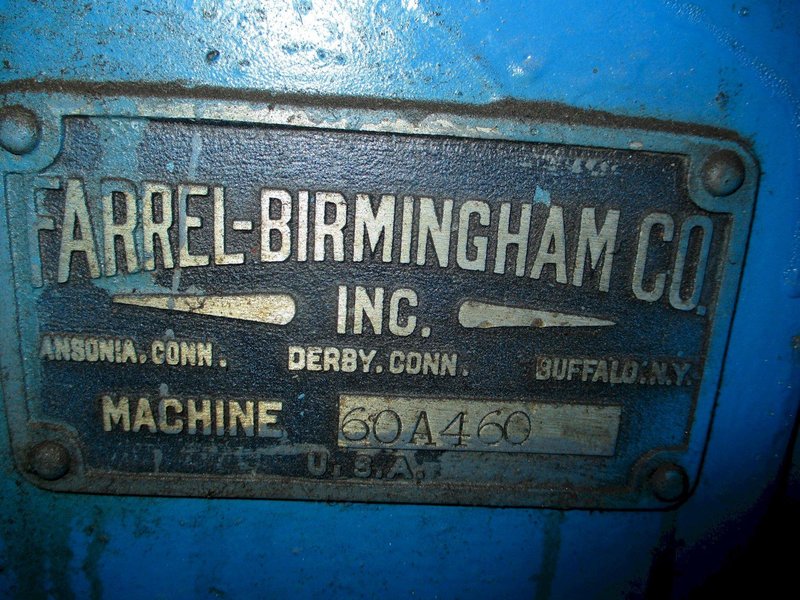 FARREL-BIRMINGHAM CO.
INC.
ANSONIA. CONN. DERBY. CONN. BUFFALO. N.Y.
MACHINE 60A460
U.S.A.